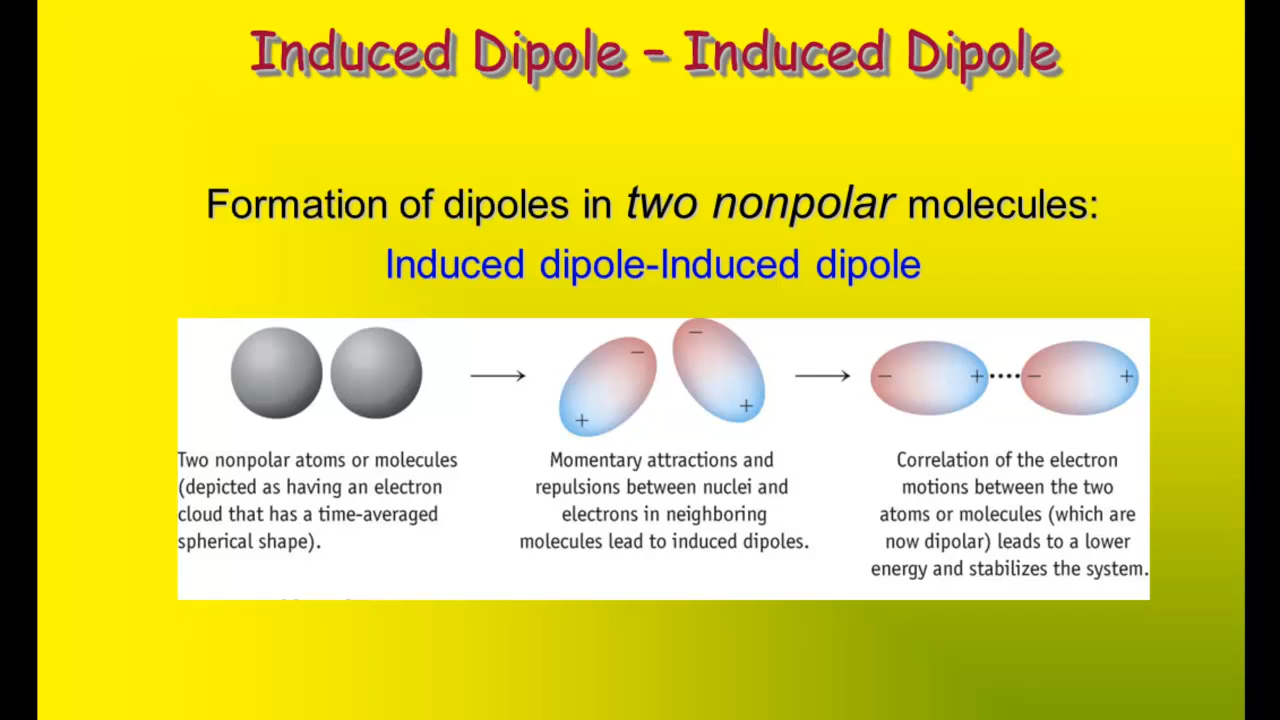 Induced Dipole – Induced Dipole
Formation of dipoles in two nonpolar molecules:
Induced dipole-Induced dipole
− + − + − + •••• − +
Two nonpolar atoms or molecules
(depicted as having an electron
cloud that has a time-averaged
spherical shape).
Momentary attractions and
repulsions between nuclei and
electrons in neighboring
molecules lead to induced dipoles.
Correlation of the electron
motions between the two
atoms or molecules (which are
now dipolar) leads to a lower
energy and stabilizes the system.